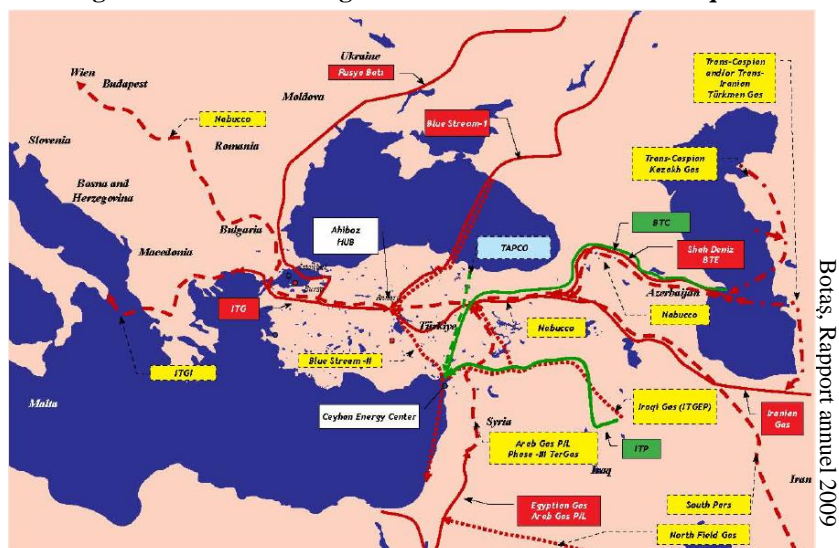 Ukraine
Rusya Batı
Wien
Budapest
Moldova
Trans-Caspian
and/or Trans-
Iranian
Türkmen Gas
Nabucco
Blue Stream-1
Slovenia
Romania
Trans-Caspian
Kazakh Gas
Bosna and
Herzegovina
Ahiboz
HUB
BTC
Bulgaria
TAPCO
Shah Deniz
BTE
Macedonia
Azerbaijan
ITG
Türkiye
Nabucco
Nabucco
Blue Stream -II
ITGI
Malta
Ceyhan Energy Center
Iraqi Gas (ITGEP)
Iranian
Gas
Syria
Arab Gas P/L
Phase -BI TerGas
ITP
Iraq
Iran
South Pars
Egyptian Gas
Arab Gas P/L
North Field Gas
Botaş, Rapport annuel 2009